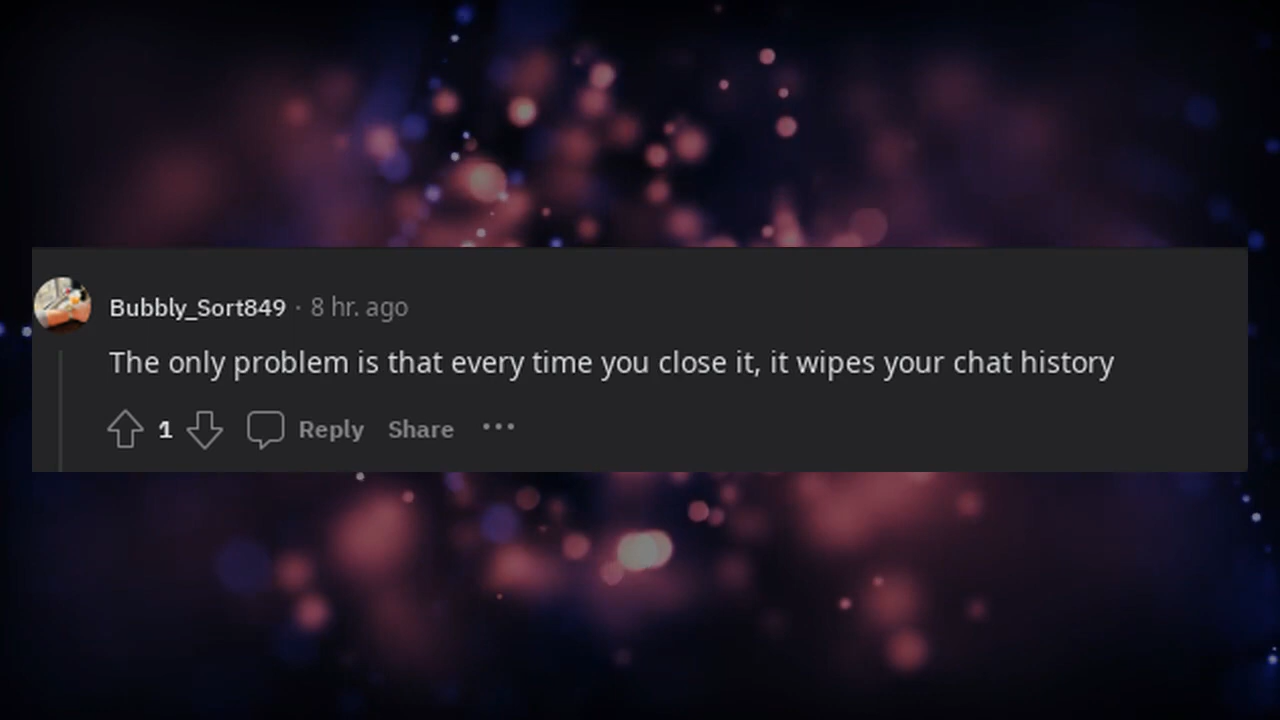 Bubbly_Sort849 · 8 hr. ago
The only problem is that every time you close it, it wipes your chat history
1 Reply Share ···